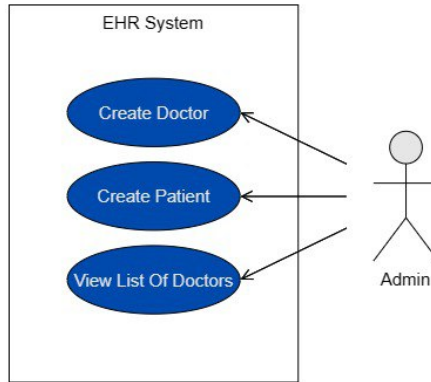 EHR System
Create Doctor
Create Patient
View List Of Doctors
Admin